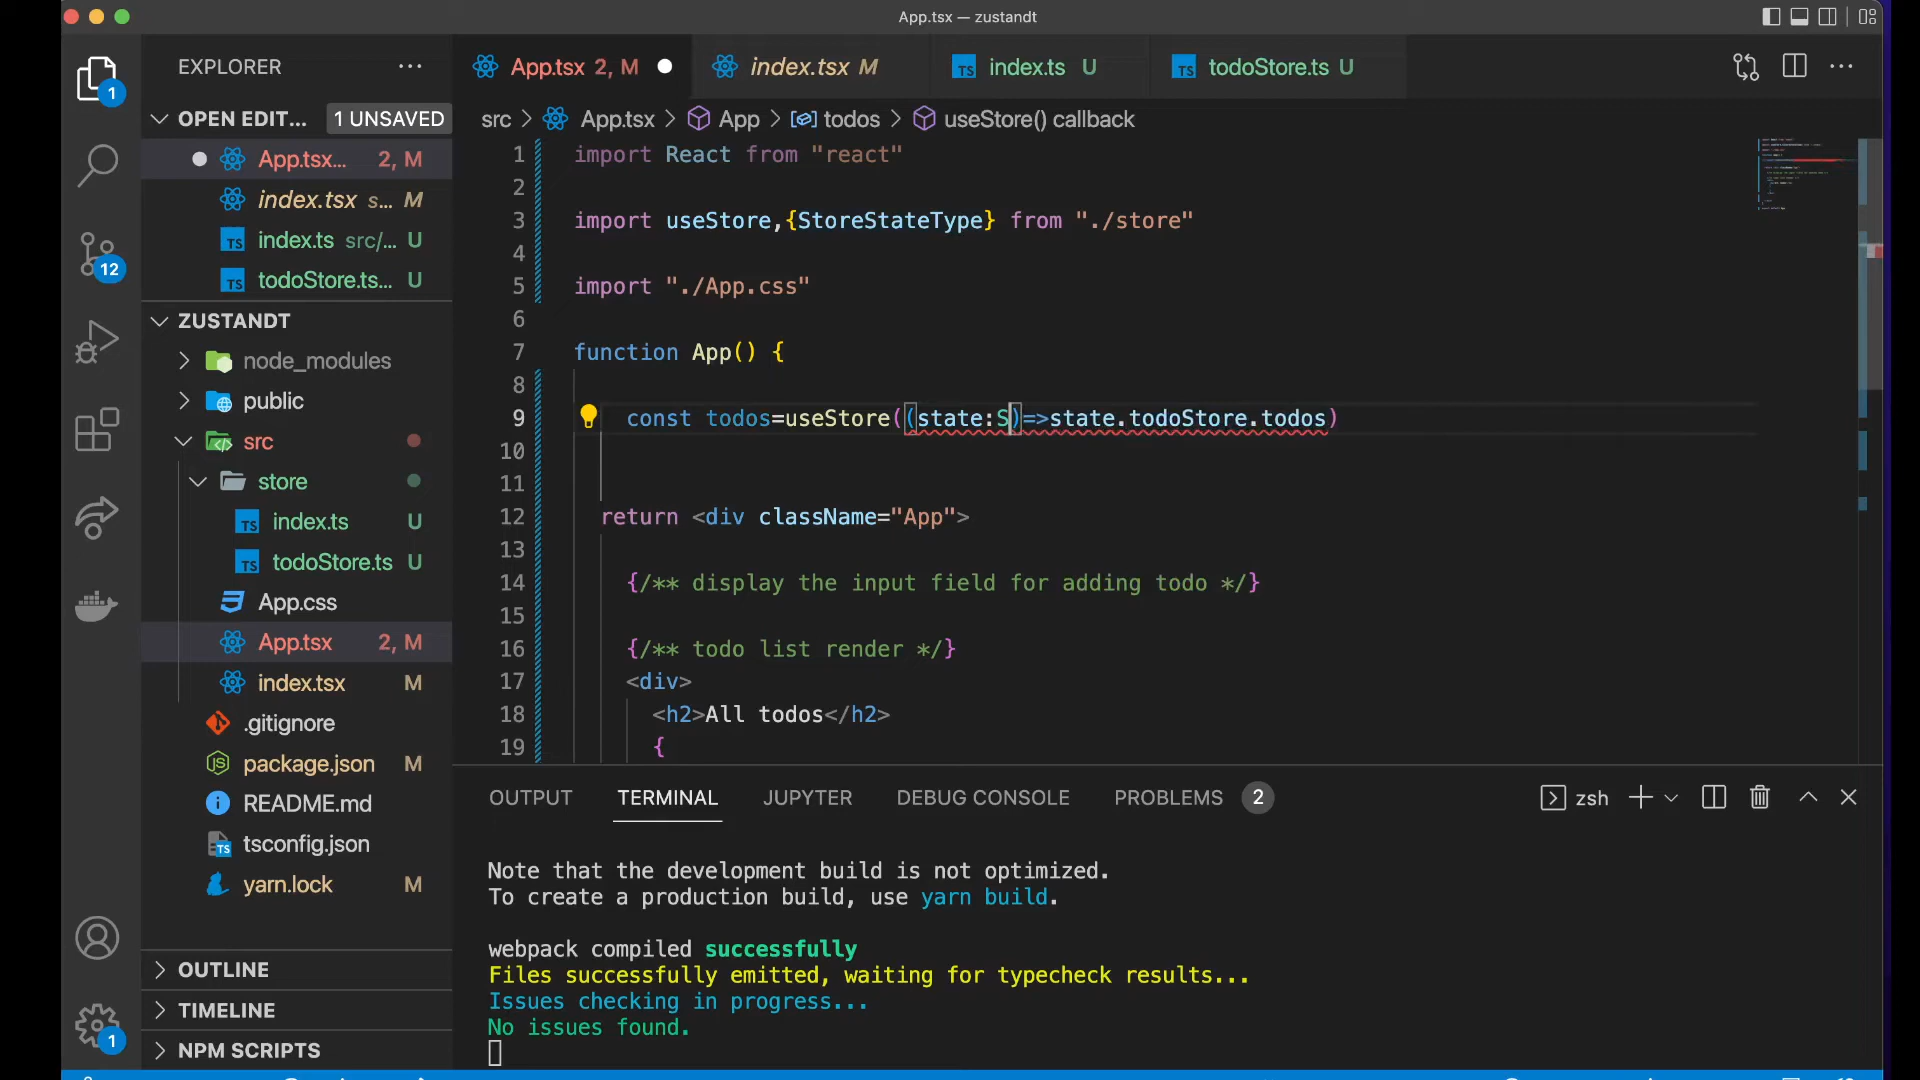 App.tsx — zustandt
EXPLORER
App.tsx 2, M
index.tsx M
index.ts U
todoStore.ts U
OPEN EDIT... 1 UNSAVED
src > App.tsx > App > todos > useStore() callback
App.tsx... 2, M
index.tsx s... M
index.ts src/... U
todoStore.ts... U
ZUSTANDT
node_modules
public
src
store
index.ts U
todoStore.ts U
App.css
App.tsx 2, M
index.tsx M
.gitignore
package.json M
README.md
tsconfig.json
yarn.lock M
OUTLINE
TIMELINE
NPM SCRIPTS
1
12
1
1 import React from "react"
2
3 import useStore,{StoreStateType} from "./store"
4
5 import "./App.css"
6
7 function App() {
8
9 const todos=useStore((state:S)=>state.todoStore.todos)
10
11
12 return <div className="App">
13
14 {/** display the input field for adding todo */}
15
16 {/** todo list render */}
17 <div>
18 <h2>All todos</h2>
19 {
OUTPUT TERMINAL JUPYTER DEBUG CONSOLE PROBLEMS 2 zsh
Note that the development build is not optimized.
To create a production build, use yarn build.
webpack compiled successfully
Files successfully emitted, waiting for typecheck results...
Issues checking in progress...
No issues found.